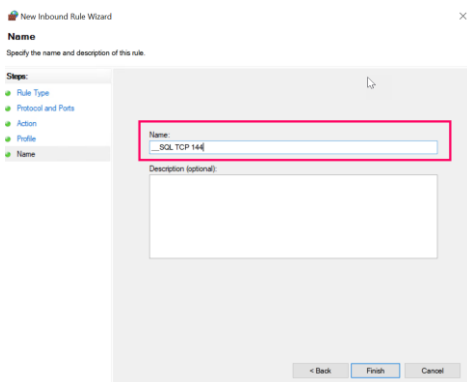 New Inbound Rule Wizard
Name
Specify the name and description of this rule.
Steps:
Rule Type
Protocol and Ports
Action
Profile
Name
Name:
__SQL TCP 144
Description (optional):
< Back
Finish
Cancel